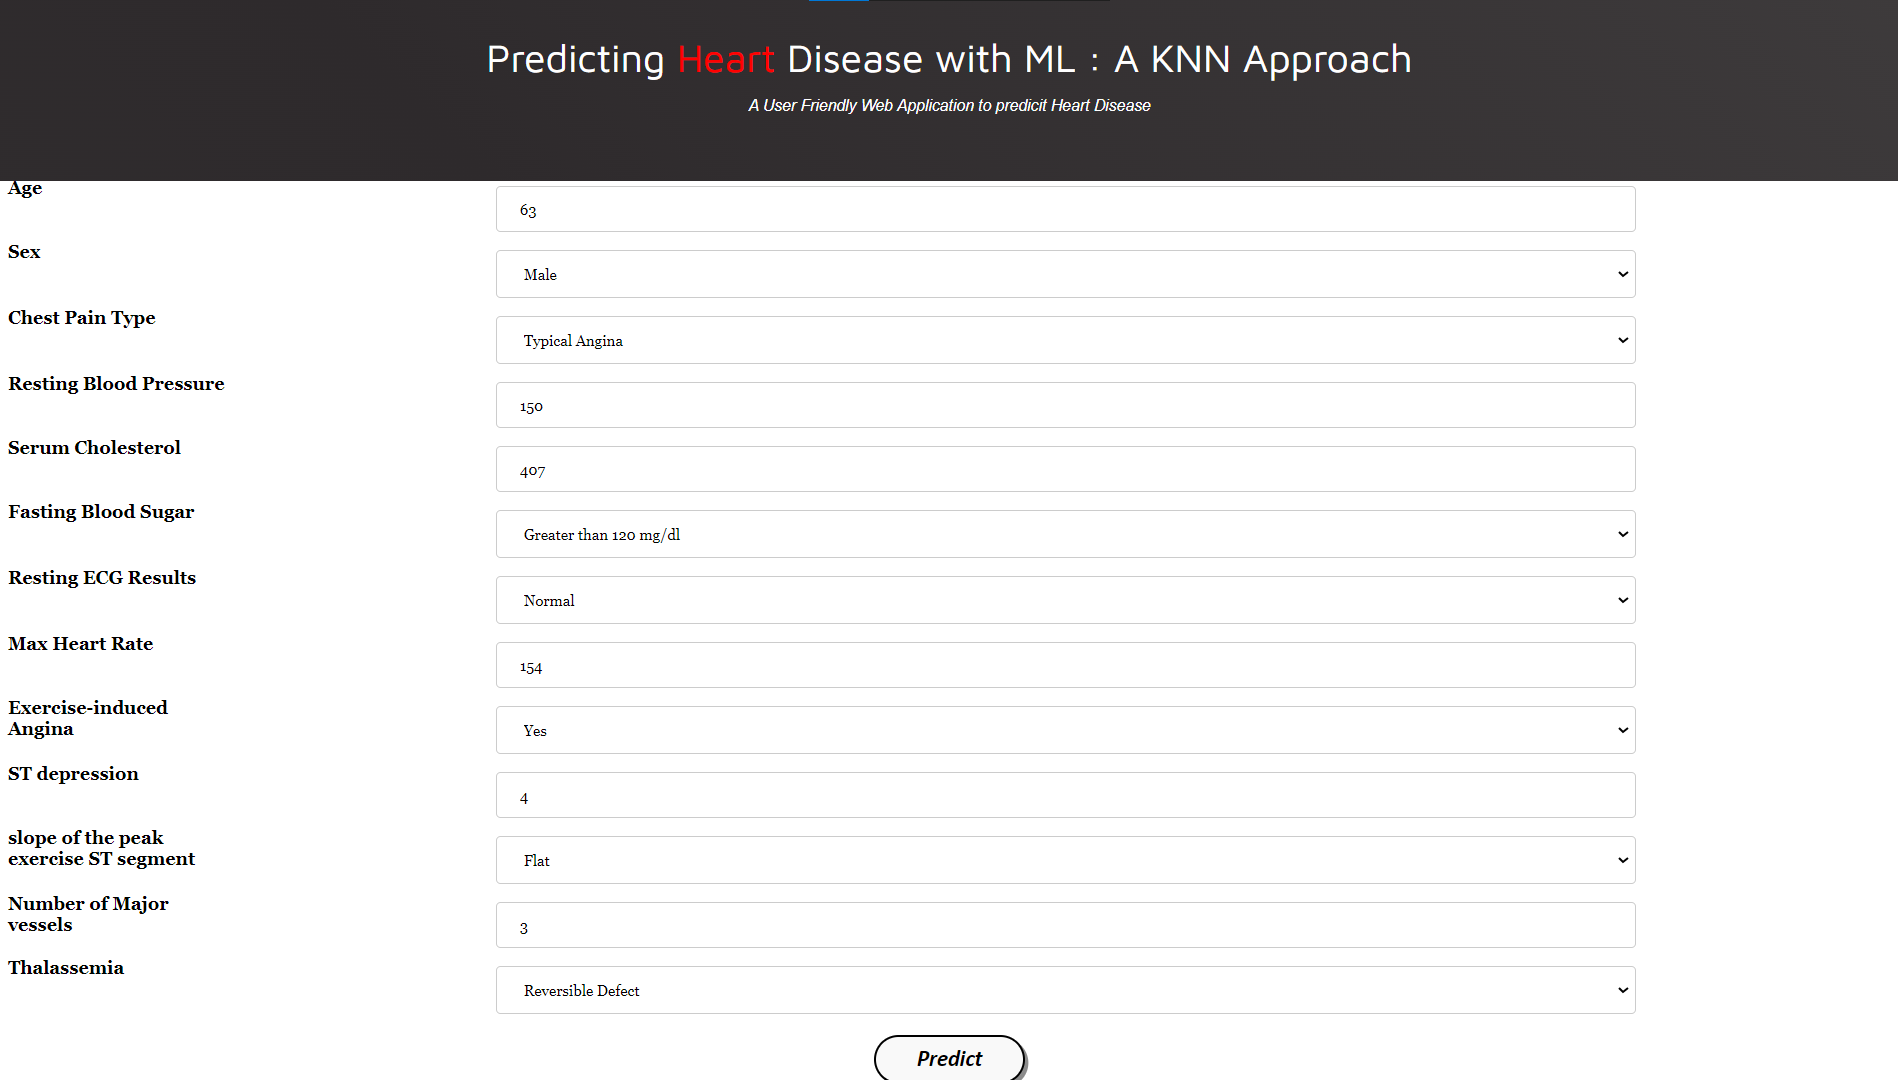 Predicting Heart Disease with ML : A KNN Approach
A User Friendly Web Application to predicit Heart Disease
Age
63
Sex
Male
Chest Pain Type
Typical Angina
Resting Blood Pressure
150
Serum Cholesterol
407
Fasting Blood Sugar
Greater than 120 mg/dl
Resting ECG Results
Normal
Max Heart Rate
154
Exercise-induced
Angina
Yes
ST depression
4
slope of the peak
exercise ST segment
Flat
Number of Major
vessels
3
Thalassemia
Reversible Defect
Predict